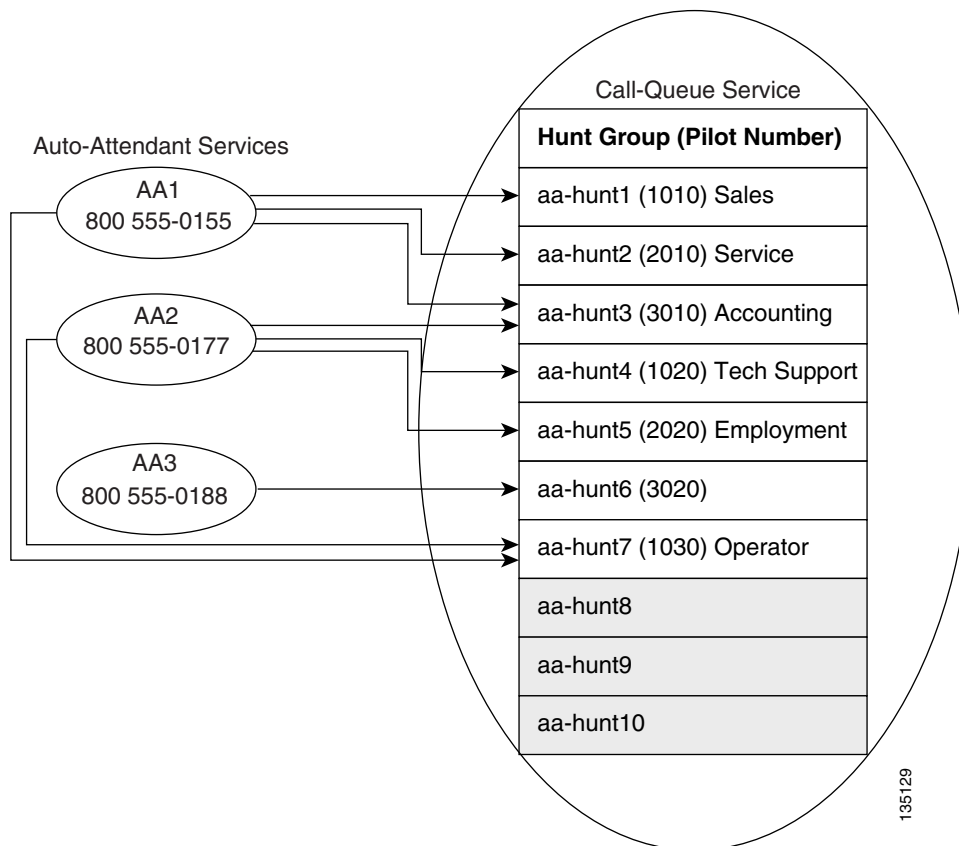 Call-Queue Service
Hunt Group (Pilot Number)
Auto-Attendant Services
AA1
800 555-0155
AA2
800 555-0177
AA3
800 555-0188
aa-hunt1 (1010) Sales
aa-hunt2 (2010) Service
aa-hunt3 (3010) Accounting
aa-hunt4 (1020) Tech Support
aa-hunt5 (2020) Employment
aa-hunt6 (3020)
aa-hunt7 (1030) Operator
aa-hunt8
aa-hunt9
aa-hunt10
135129